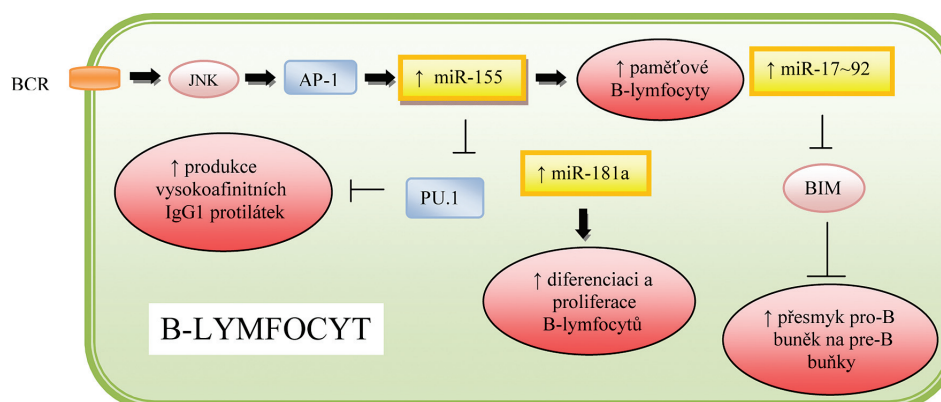 BCR
JNK
AP-1
↑ miR-155
↑ paměťové
B-lymfocyty
↑ miR-17~92
↑ produkce
vysokoafinitních
IgG1 protilátek
PU.1
↑ miR-181a
BIM
↑ diferenciaci a
proliferace
B-lymfocytů
B-LYMFOCYT
↑ přesmyk pro-B
buněk na pre-B
buňky